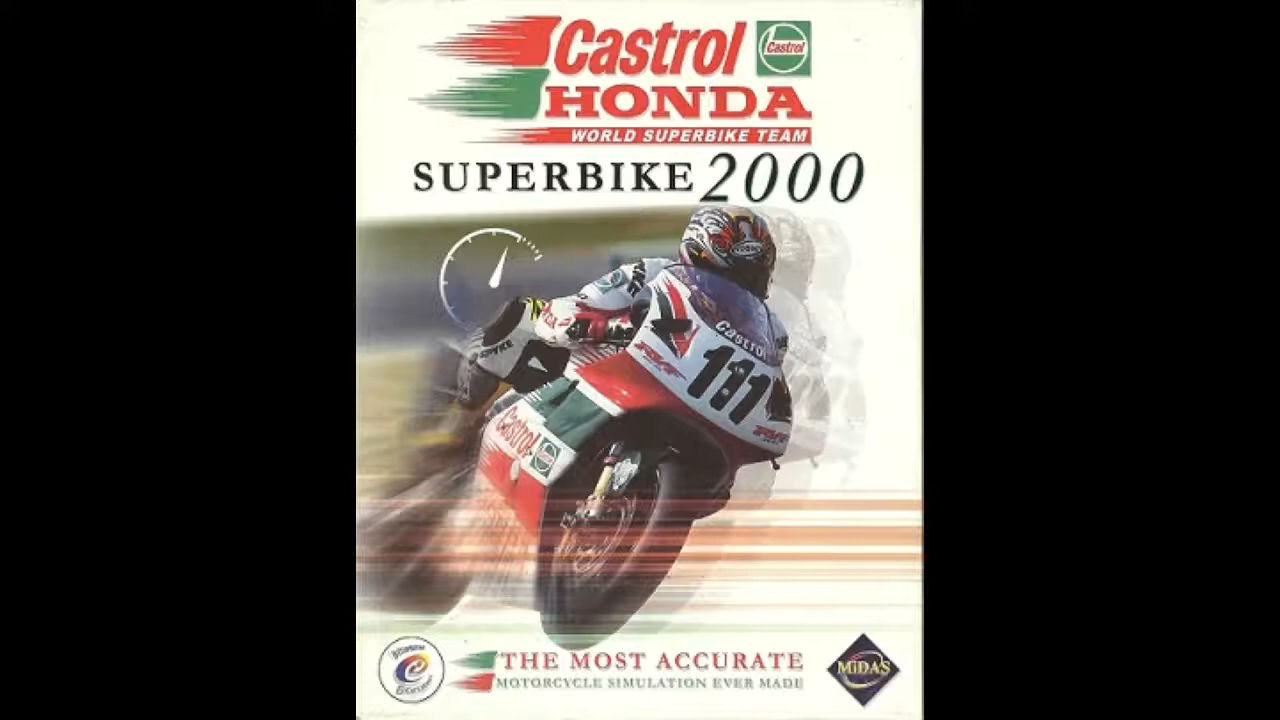 Castrol
Castrol
HONDA
WORLD SUPERBIKE TEAM
SUPERBIKE 2000
Castrol
111
Castrol
THE MOST ACCURATE
MOTORCYCLE SIMULATION EVER MADE
MiDAS